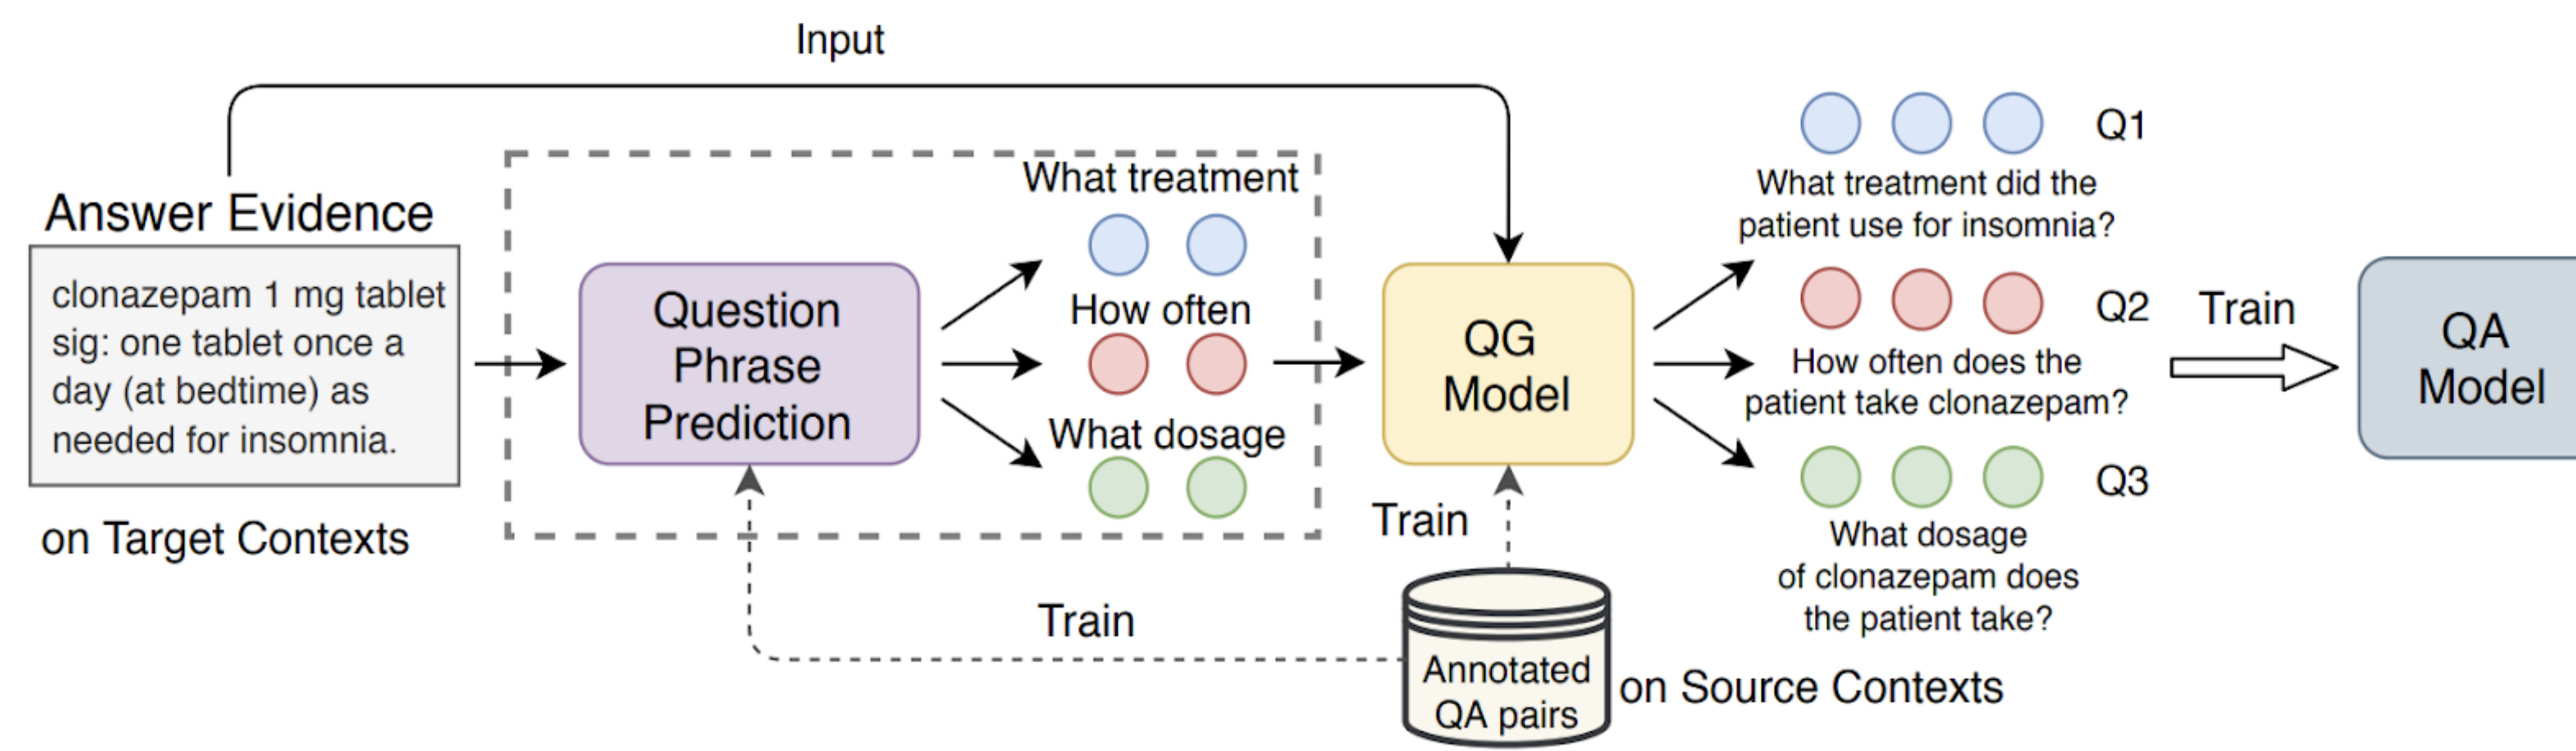 Input
Answer Evidence
clonazepam 1 mg tablet
sig: one tablet once a
day (at bedtime) as
needed for insomnia.
on Target Contexts
Question
Phrase
Prediction
What treatment
How often
What dosage
QG
Model
Train
Train
Annotated
QA pairs
on Source Contexts
Q1
What treatment did the
patient use for insomnia?
Q2
How often does the
patient take clonazepam?
Q3
What dosage
of clonazepam does
the patient take?
Train
QA
Model